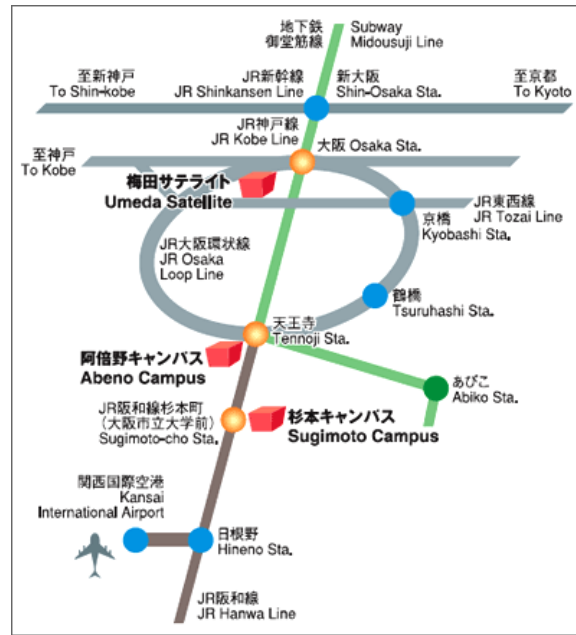 地下鉄
御堂筋線
Subway
Midousuji Line
至新神戸
To Shin-kobe
JR新幹線
JR Shinkansen Line
新大阪
Shin-Osaka Sta.
至京都
To Kyoto
JR神戸線
JR Kobe Line
大阪 Osaka Sta.
至神戸
To Kobe
梅田サテライト
Umeda Satellite
JR東西線
JR Tozai Line
京橋
Kyobashi Sta.
JR大阪環状線
JR Osaka
Loop Line
鶴橋
Tsuruhashi Sta.
天王寺
Tennoji Sta.
阿倍野キャンパス
Abeno Campus
あびこ
Abiko Sta.
JR阪和線杉本町
（大阪市立大学前）
Sugimoto-cho Sta.
杉本キャンパス
Sugimoto Campus
関西国際空港
Kansai
International Airport
日根野
Hineno Sta.
JR阪和線
JR Hanwa Line